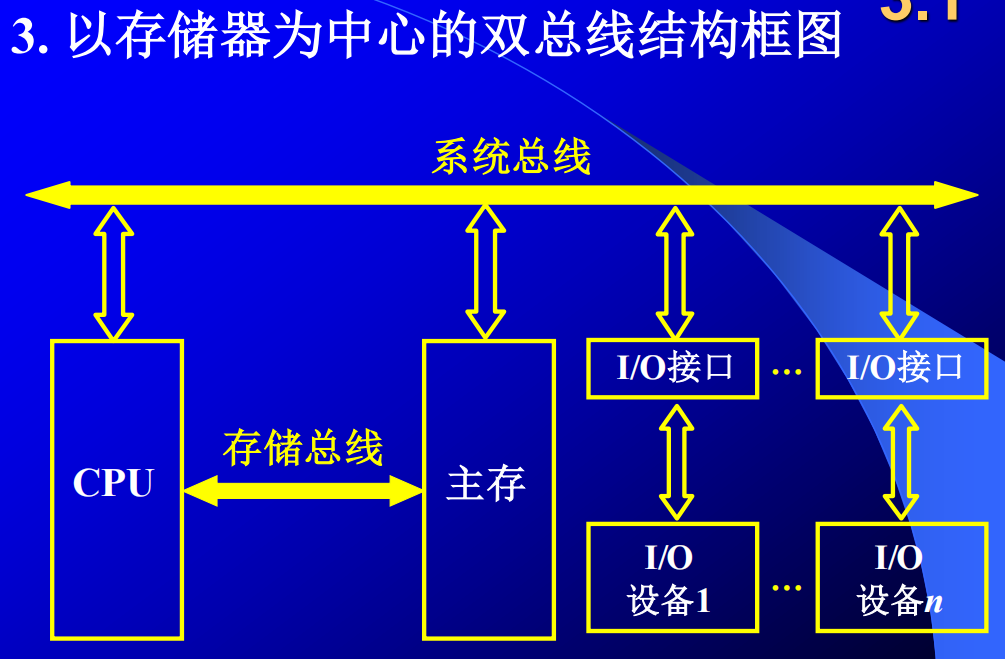 3. 以存储器为中心的双总线结构框图
系统总线
I/O接口 … I/O接口
存储总线
CPU
主存
I/O
设备1
…
I/O
设备n